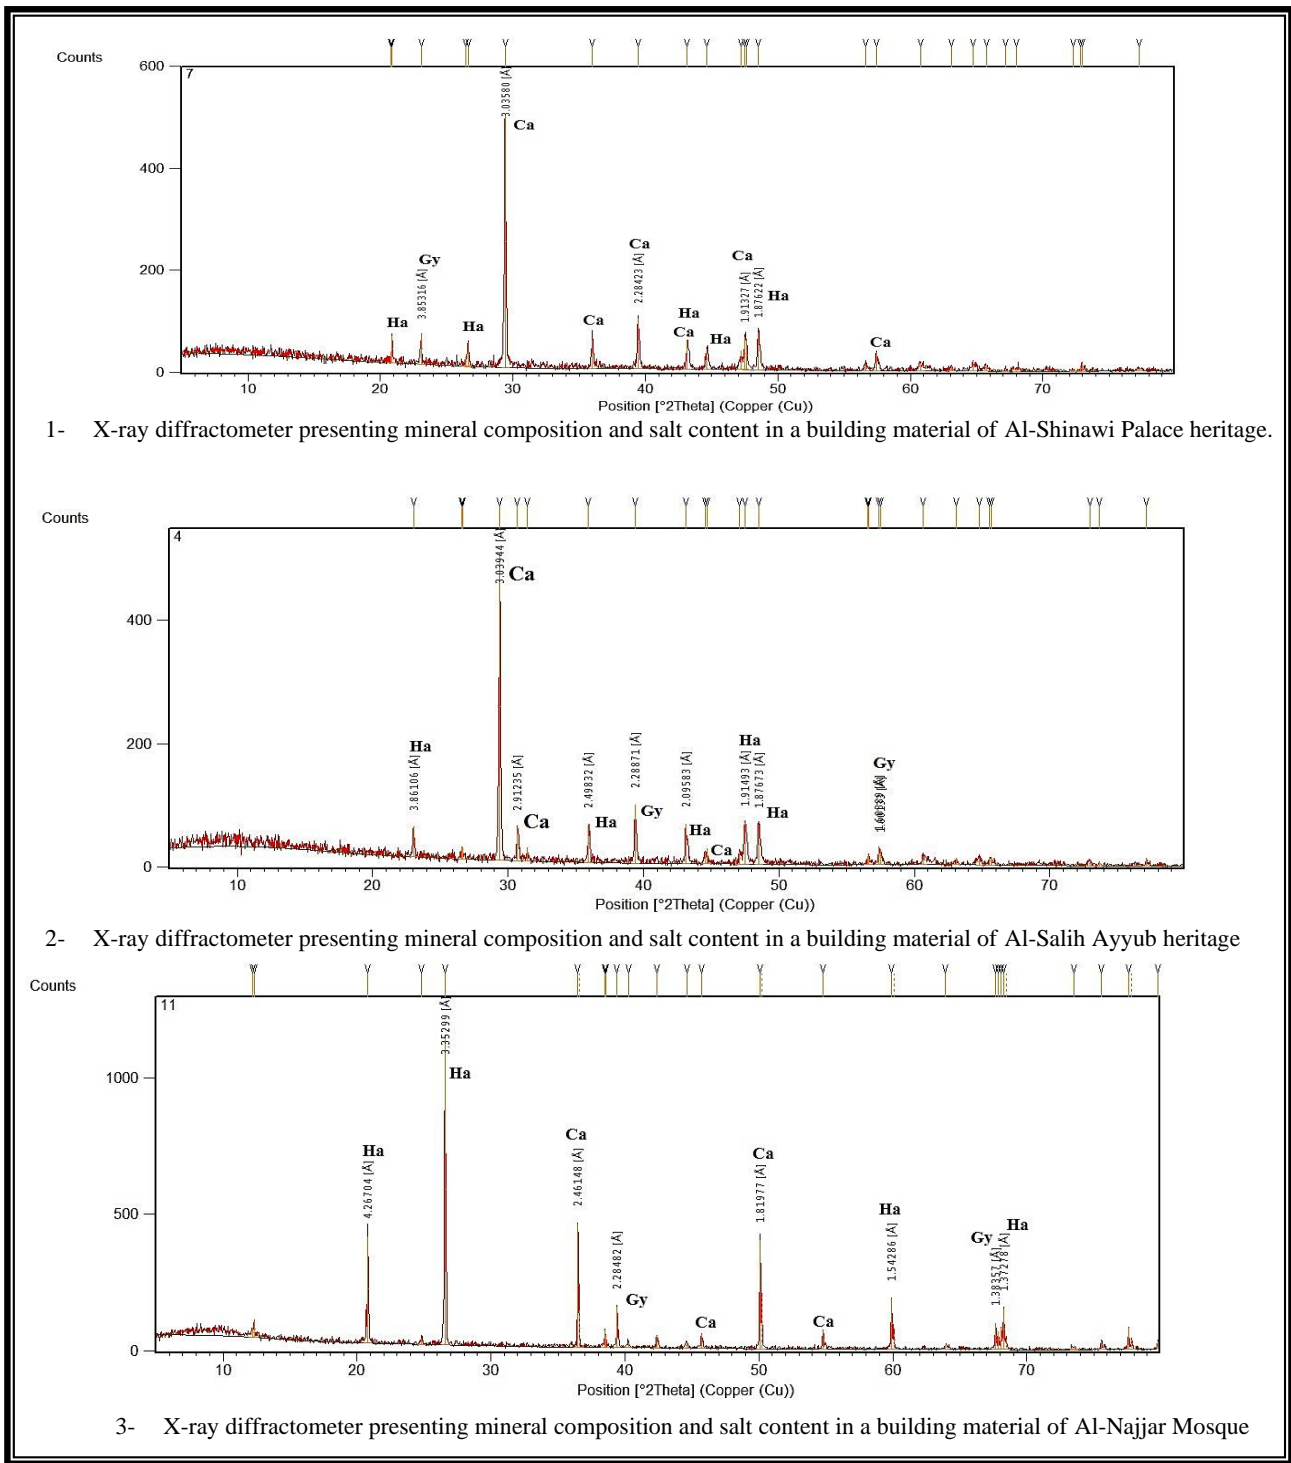 Counts
600
7
3.03580 [Å]
Ca
400
Ca
Ca
Gy
200
3.85316 [Å]
2.28423 [Å]
1.91327 [Å]
1.87622 [Å]
Ha
Ha
Ha
Ca
Ha
Ca
Ha
Ca
0
10
20
30
40
50
60
70
Position [°2Theta] (Copper (Cu))
1- X-ray diffractometer presenting mineral composition and salt content in a building material of Al-Shinawi Palace heritage.
Counts
4
3.03944 [Å]
Ca
400
200
Ha
Ha
Gy
3.86106 [Å]
2.91235 [Å]
2.49832 [Å]
2.28871 [Å]
2.09583 [Å]
1.91493 [Å]
1.87673 [Å]
Ca
Ha
Gy
Ha
Ca
Ha
0
10
20
30
40
50
60
70
Position [°2Theta] (Copper (Cu))
2- X-ray diffractometer presenting mineral composition and salt content in a building material of Al-Salih Ayyub heritage
Counts
11
3.35299 [Å]
1000
Ha
Ca
Ha
Ca
4.26704 [Å]
2.46148 [Å]
1.81977 [Å]
500
Ha
Ha
Gy
2.28482 [Å]
1.54286 [Å]
1.38357 [Å]
1.37278 [Å]
Gy
Ca
Ca
0
10
20
30
40
50
60
70
Position [°2Theta] (Copper (Cu))
3- X-ray diffractometer presenting mineral composition and salt content in a building material of Al-Najjar Mosque